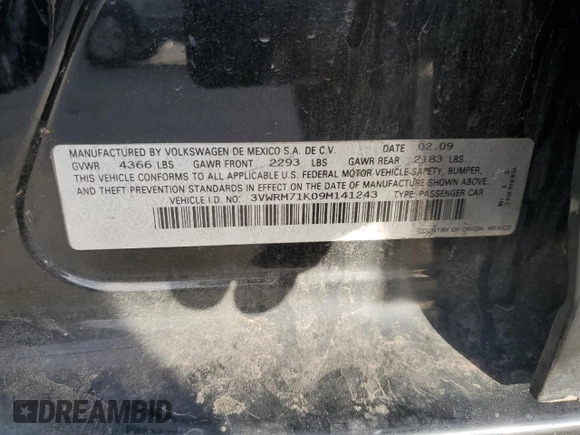 MANUFACTURED BY VOLKSWAGEN DE MEXICO S.A. DE C.V. DATE 02.09
GVWR 4366 LBS GAWR FRONT 2293 LBS GAWR REAR 2183 LBS
THIS VEHICLE CONFORMS TO ALL APPLICABLE U.S. FEDERAL MOTOR VEHICLE SAFETY, BUMPER,
AND THEFT PREVENTION STANDARDS IN EFFECT ON THE DATE OF MANUFACTURE SHOWN ABOVE.
VEHICLE I.D. NO.: 3VWRM71K09M141243 TYPE: PASSENGER CAR
COUNTRY OF ORIGIN: MEXICO
DREAMBID